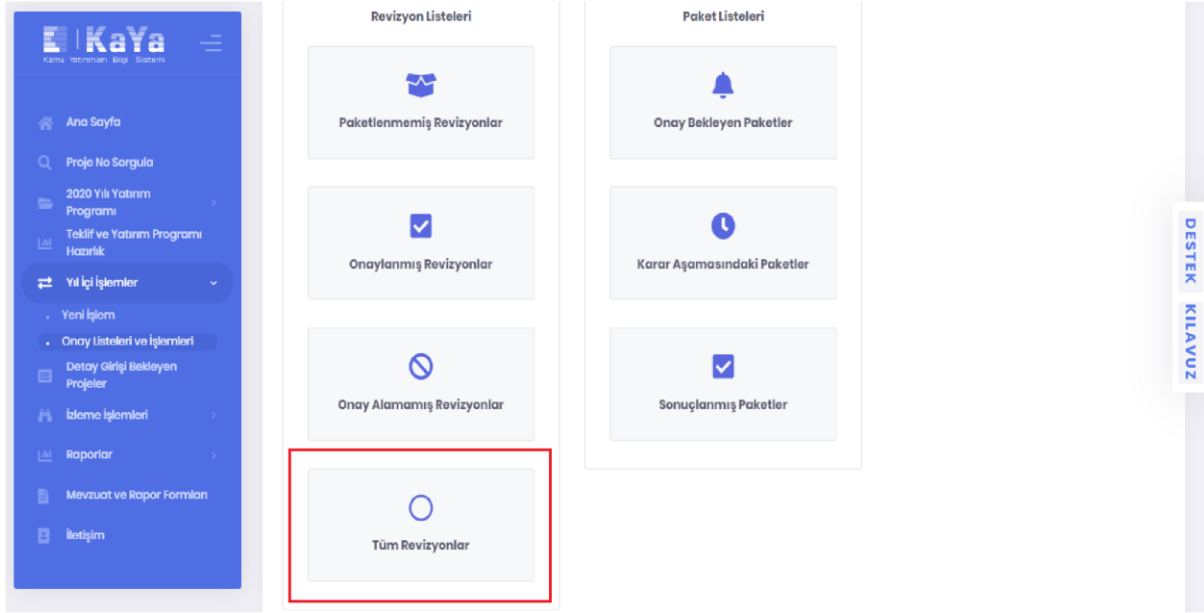 KaYa
Kamu Yatırımları Bilgi Sistemi
Ana Sayfa
Proje No Sorgula
2020 Yılı Yatırım
Programı
Teklif ve Yatırım Programı
Hazırlık
Yıl İçi İşlemler
Yeni İşlem
Onay Listeleri ve İşlemleri
Detay Girişi Bekleyen
Projeler
İzleme İşlemleri
Raporlar
Mevzuat ve Rapor Formları
İletişim
Revizyon Listeleri
Paketlenmemiş Revizyonlar
Onaylanmış Revizyonlar
Onay Alamamış Revizyonlar
Tüm Revizyonlar
Paket Listeleri
Onay Bekleyen Paketler
Karar Aşamasındaki Paketler
Sonuçlanmış Paketler
DESTEK
KILAVUZ